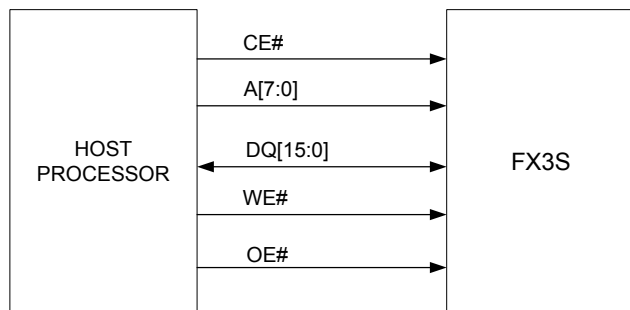 CE#
A[7:0]
DQ[15:0]
HOST
PROCESSOR
FX3S
WE#
OE#